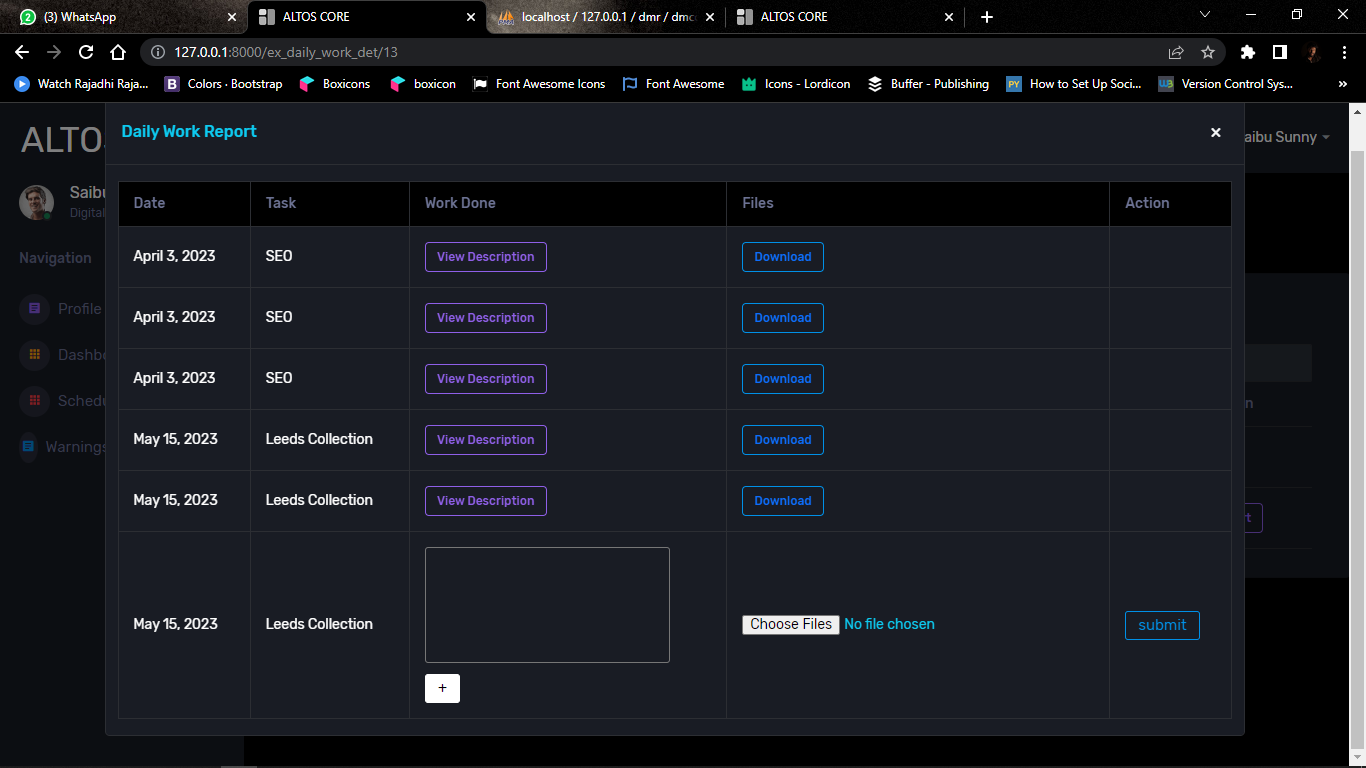 (3) WhatsApp
ALTOS CORE
localhost / 127.0.0.1 / dmr / dmc
ALTOS CORE
127.0.0.1:8000/ex_daily_work_det/13
Watch Rajadhi Raja...
Colors · Bootstrap
Boxicons
boxicon
Font Awesome Icons
Font Awesome
Icons - Lordicon
Buffer - Publishing
How to Set Up Soci...
Version Control Sys...
»
ALTOS
Daily Work Report
×
aibu Sunny
Saibu
Digital
Navigation
Profile
Dashbo
Schedu
Warnings
Date Task Work Done Files Action
April 3, 2023 SEO View Description Download
April 3, 2023 SEO View Description Download
April 3, 2023 SEO View Description Download
May 15, 2023 Leeds Collection View Description Download
May 15, 2023 Leeds Collection View Description Download
May 15, 2023 Leeds Collection Choose Files No file chosen submit
+